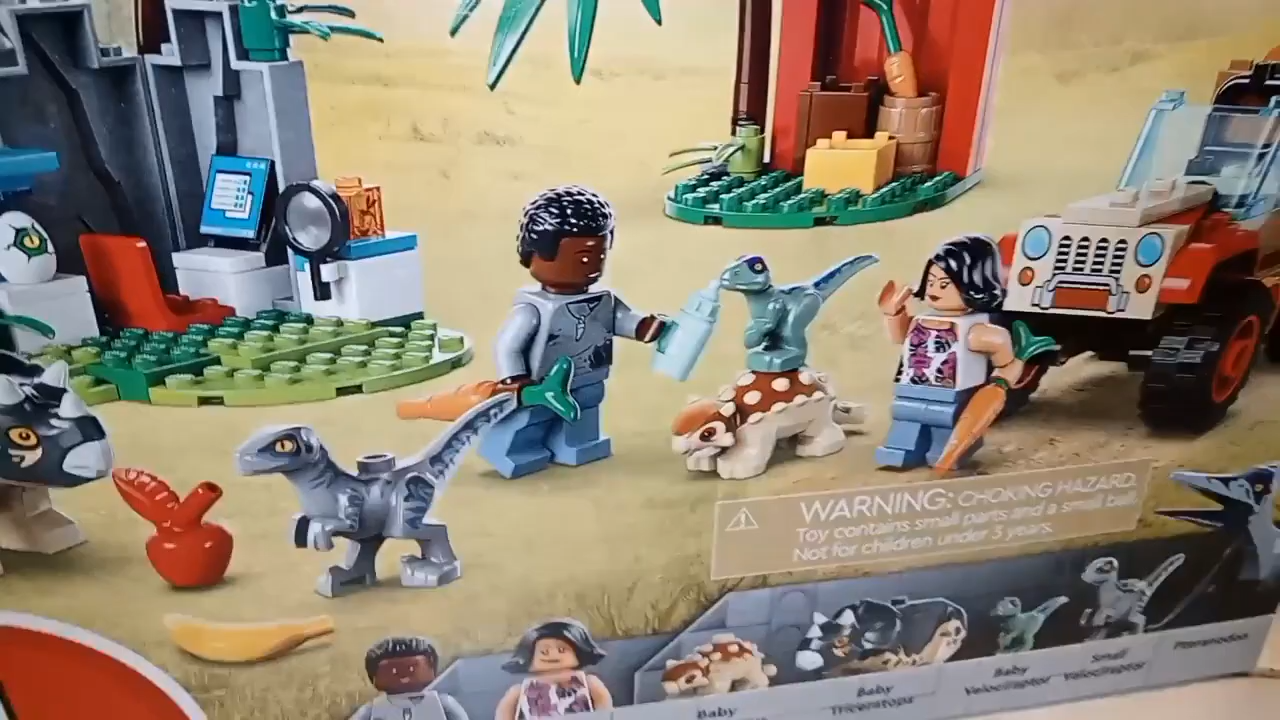 WARNING: CHOKING HAZARD.
Toy contains small parts and a small ball.
Not for children under 3 years.
Baby
Baby
Triceratops
Baby
Velociraptor
Small
Velociraptor
Pteranodon